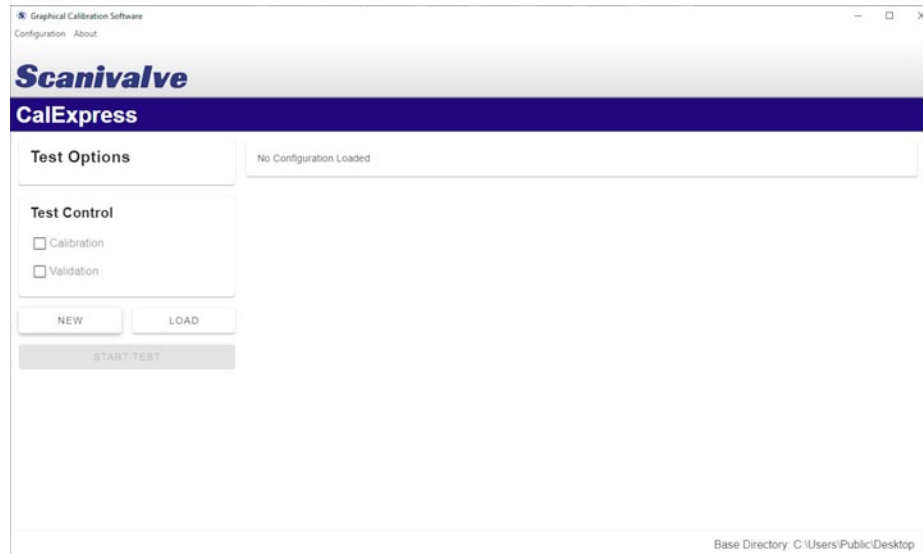 Graphical Calibration Software
Configuration About
Scanivalve
CalExpress
Test Options
No Configuration Loaded
Test Control
Calibration
Validation
NEW LOAD
START TEST
Base Directory: C:\Users\Public\Desktop